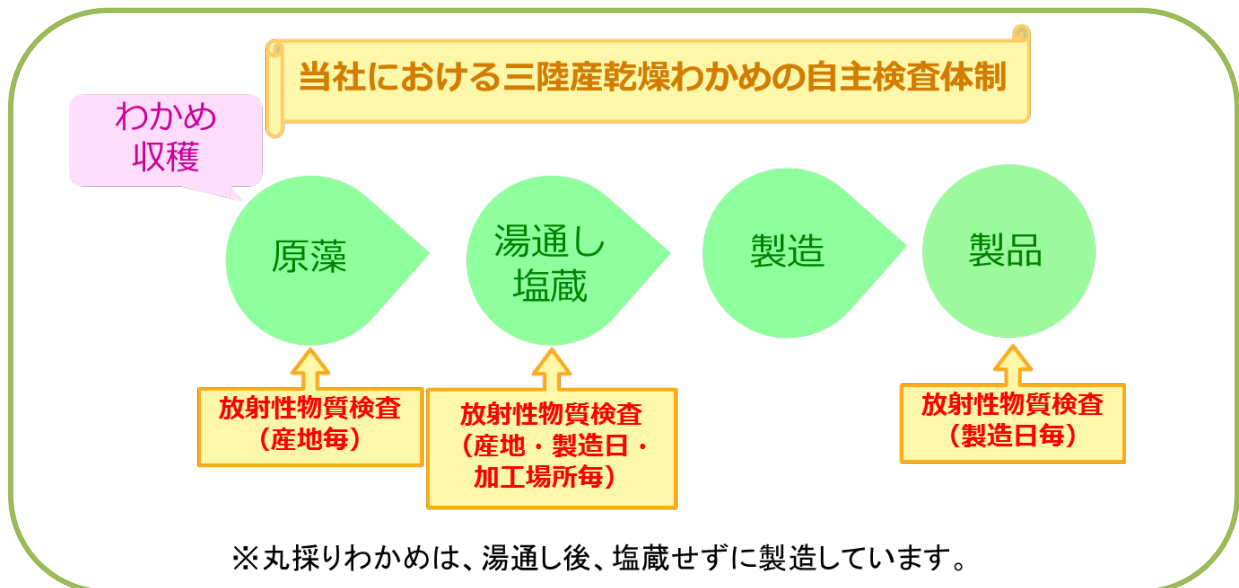 当社における三陸産乾燥わかめの自主検査体制
わかめ
収穫
原藻
湯通し
塩蔵
製造
製品
放射性物質検査
（産地毎）
放射性物質検査
（産地・製造日・
加工場所毎）
放射性物質検査
（製造日毎）
※丸採りわかめは、湯通し後、塩蔵せずに製造しています。